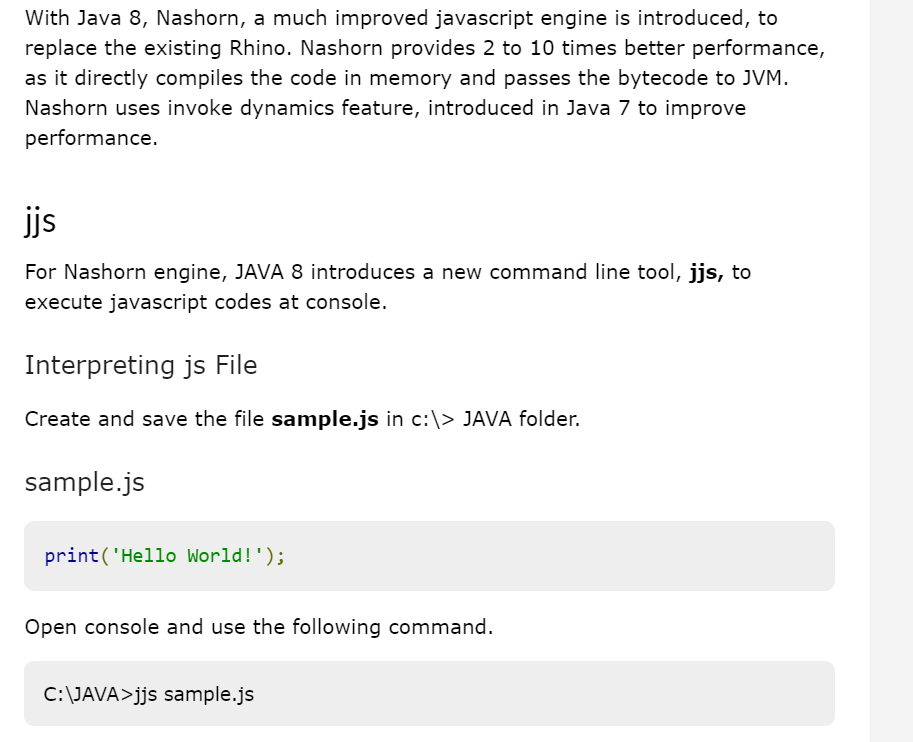 With Java 8, Nashorn, a much improved javascript engine is introduced, to
replace the existing Rhino. Nashorn provides 2 to 10 times better performance,
as it directly compiles the code in memory and passes the bytecode to JVM.
Nashorn uses invoke dynamics feature, introduced in Java 7 to improve
performance.
jjs
For Nashorn engine, JAVA 8 introduces a new command line tool, jjs, to
execute javascript codes at console.
Interpreting js File
Create and save the file sample.js in c:\> JAVA folder.
sample.js
print('Hello World!');
Open console and use the following command.
C:\JAVA>jjs sample.js